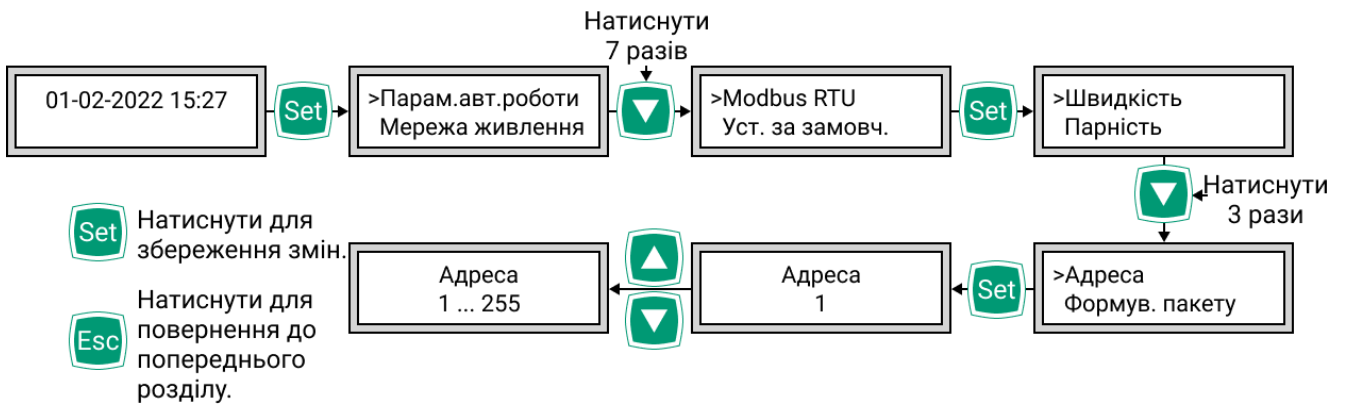 Натиснути
7 разів
01-02-2022 15:27
Set
>Парам.авт.роботи
Мережа живлення
>Modbus RTU
Уст. за замовч.
Set
>Швидкість
Парність
Натиснути
3 рази
>Адреса
Формув. пакету
Set
Адреса
1
Адреса
1 ... 255
Set
Натиснути для
збереження змін.
Esc
Натиснути для
повернення до
попереднього
розділу.